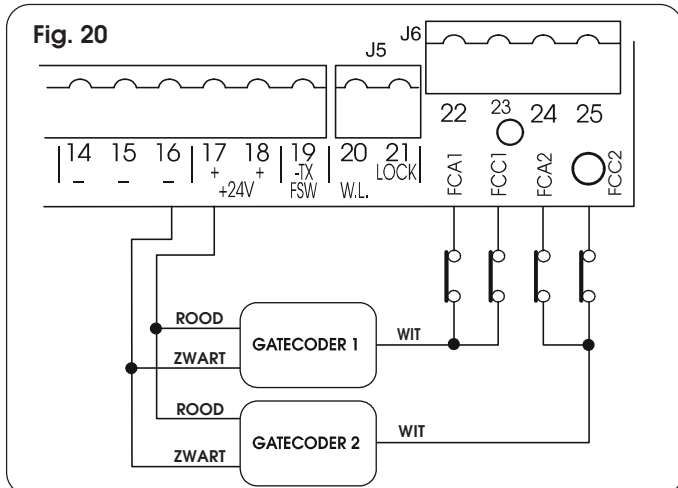 Fig. 20
J5
J6
14 15 16 17 18 19 20 21
– – – + + -TX LOCK
+24V FSW W.L.
22 23 24 25
FCA1 FCC1 FCA2 FCC2
ROOD
GATECODER 1
WIT
ZWART
ROOD
GATECODER 2
WIT
ZWART